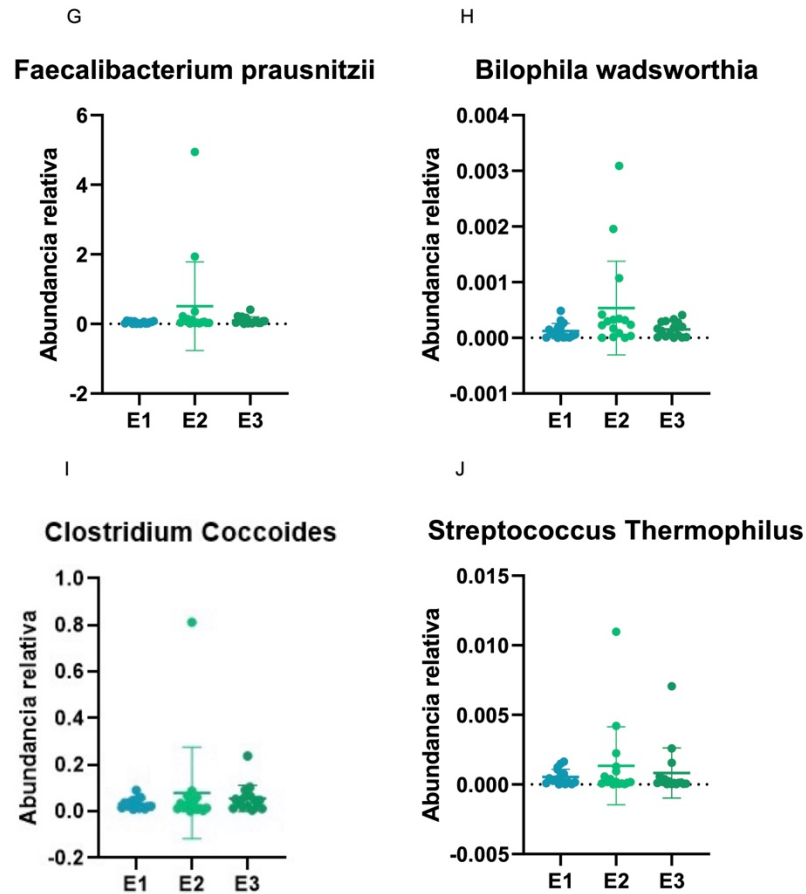 G
Faecalibacterium prausnitzii
Abundancia relativa
6
4
2
0
-2
E1 E2 E3
H
Bilophila wadsworthia
Abundancia relativa
0.004
0.003
0.002
0.001
0.000
-0.001
E1 E2 E3
I
Clostridium Coccoides
Abundancia relativa
1.0
0.8
0.6
0.4
0.2
0.0
-0.2
E1 E2 E3
J
Streptococcus Thermophilus
Abundancia relativa
0.015
0.010
0.005
0.000
-0.005
E1 E2 E3